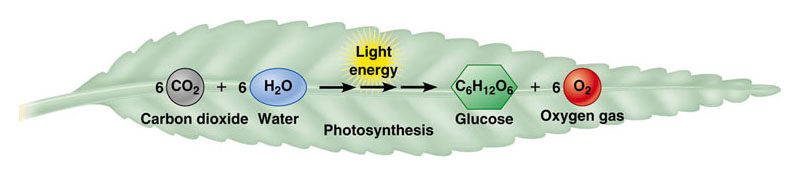 Light
energy
6 CO₂ + 6 H₂O C₆H₁₂O₆ + 6 O₂
Carbon dioxide Water Glucose Oxygen gas
Photosynthesis